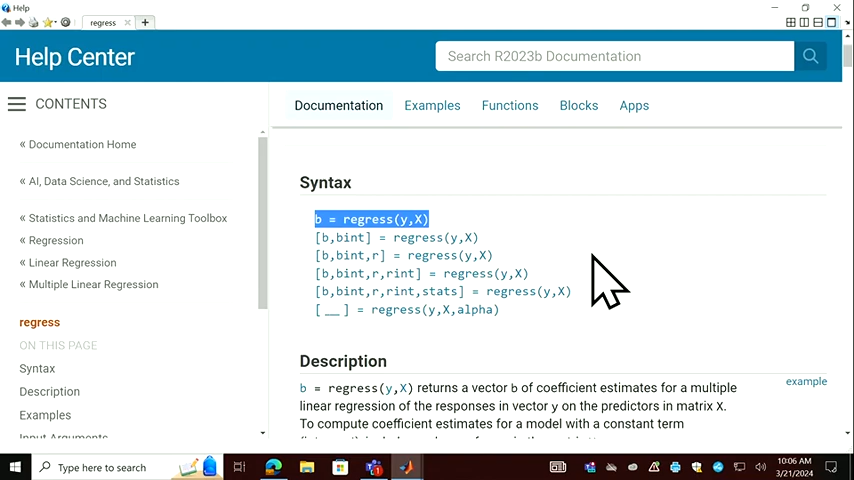 Help
regress
Help Center
Search R2023b Documentation
CONTENTS
Documentation Examples Functions Blocks Apps
« Documentation Home
« AI, Data Science, and Statistics
« Statistics and Machine Learning Toolbox
« Regression
« Linear Regression
« Multiple Linear Regression
regress
ON THIS PAGE
Syntax
Description
Examples
Input Arguments
Syntax
b = regress(y,X)
[b,bint] = regress(y,X)
[b,bint,r] = regress(y,X)
[b,bint,r,rint] = regress(y,X)
[b,bint,r,rint,stats] = regress(y,X)
[ __ ] = regress(y,X,alpha)
Description
example
b = regress(y,X) returns a vector b of coefficient estimates for a multiple
linear regression of the responses in vector y on the predictors in matrix X.
To compute coefficient estimates for a model with a constant term
Type here to search
10:06 AM
3/21/2024